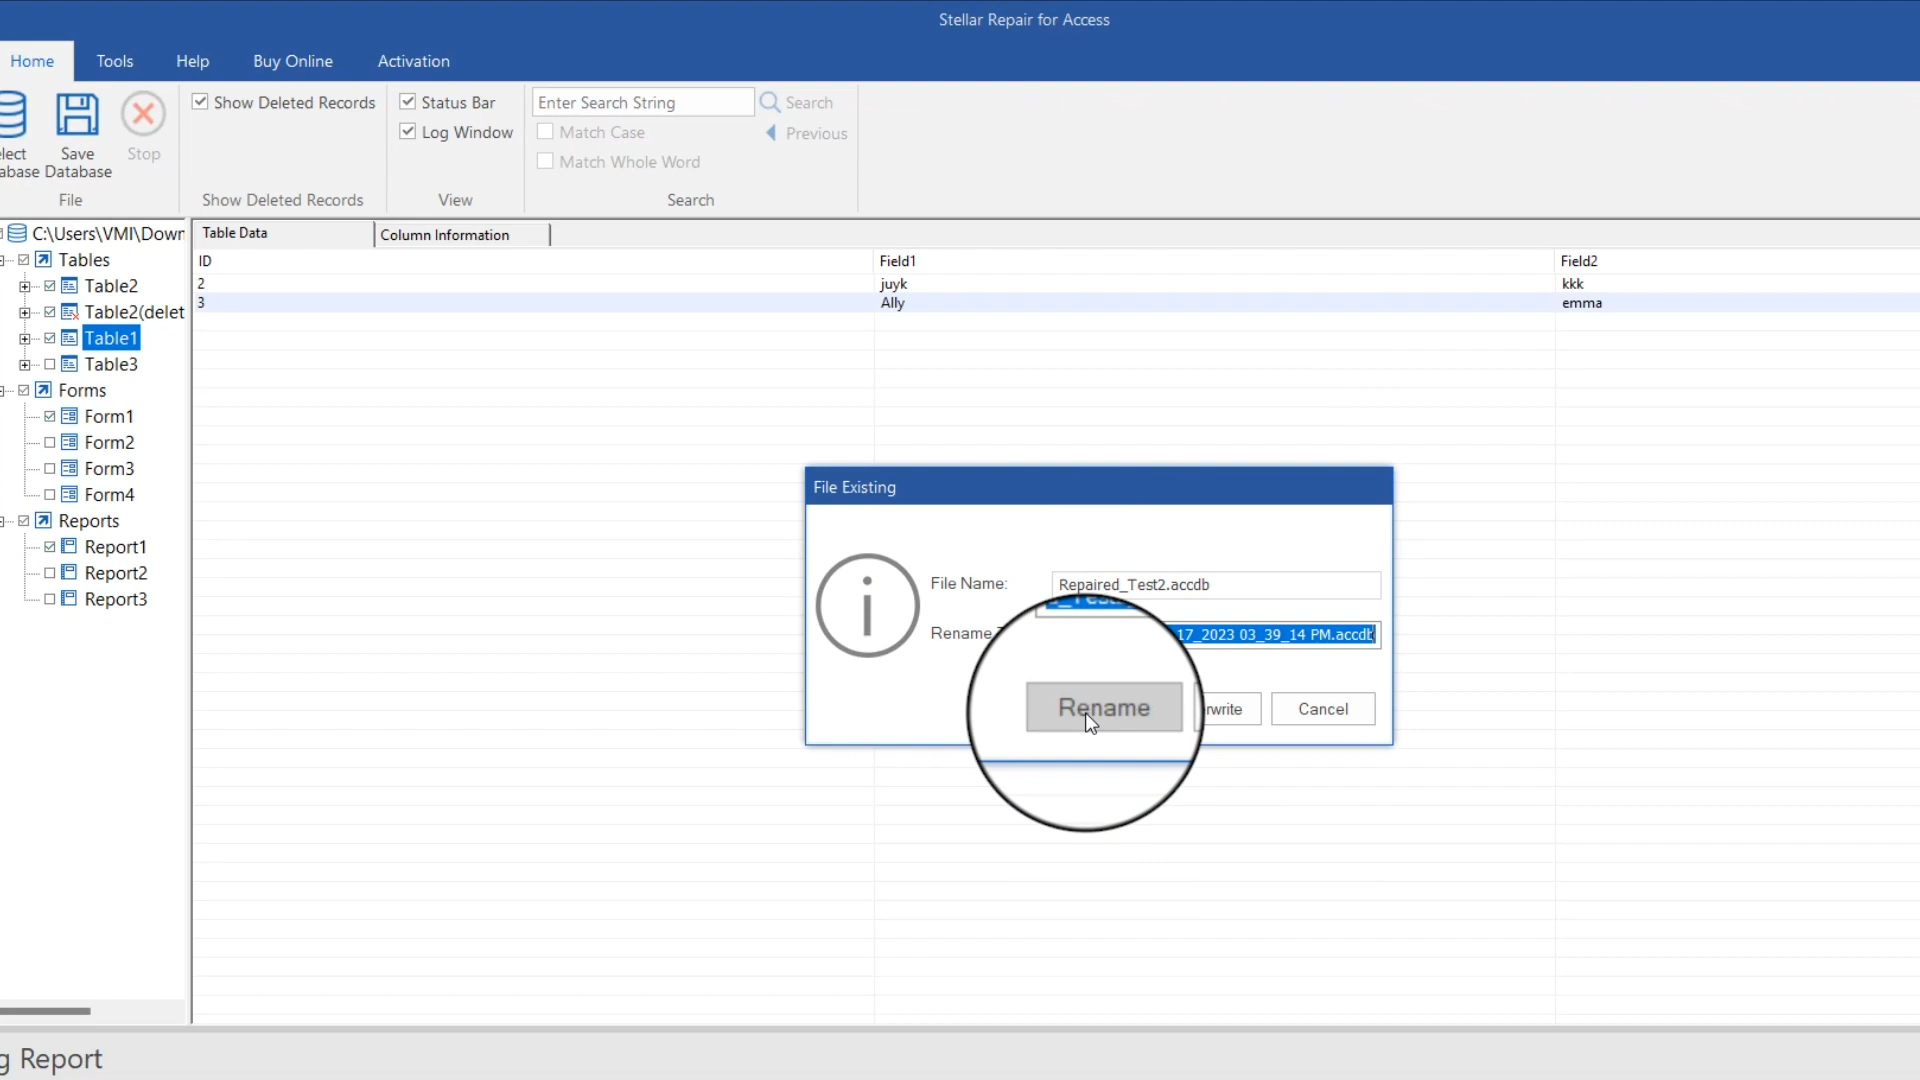 Stellar Repair for Access
Home Tools Help Buy Online Activation
Show Deleted Records
Status Bar
Log Window
Enter Search String
Search
Match Case
Previous
Match Whole Word
lect
abase
Save
Database
Stop
File Show Deleted Records View Search
C:\Users\VMI\Down
Tables
Table2
Table2(delet
Table1
Table3
Forms
Form1
Form2
Form3
Form4
Reports
Report1
Report2
Report3
Table Data Column Information
ID Field1 Field2
2 juyk kkk
3 Ally emma
File Existing
File Name: Repaired_Test2.accdb
Rename 17_2023 03_39_14 PM.accdb
Rename rwrite Cancel
g Report